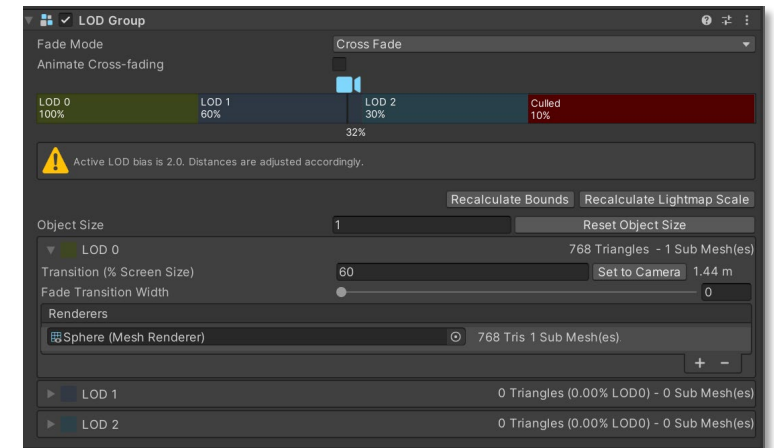 LOD Group
Fade Mode Cross Fade
Animate Cross-fading
LOD 0 LOD 1 LOD 2 Culled
100% 60% 30% 10%
32%
Active LOD bias is 2.0. Distances are adjusted accordingly.
Recalculate Bounds Recalculate Lightmap Scale
Object Size 1 Reset Object Size
LOD 0 768 Triangles - 1 Sub Mesh(es)
Transition (% Screen Size) 60 Set to Camera 1.44 m
Fade Transition Width 0
Renderers
Sphere (Mesh Renderer) 768 Tris 1 Sub Mesh(es).
+ −
LOD 1 0 Triangles (0.00% LOD0) - 0 Sub Mesh(es)
LOD 2 0 Triangles (0.00% LOD0) - 0 Sub Mesh(es)